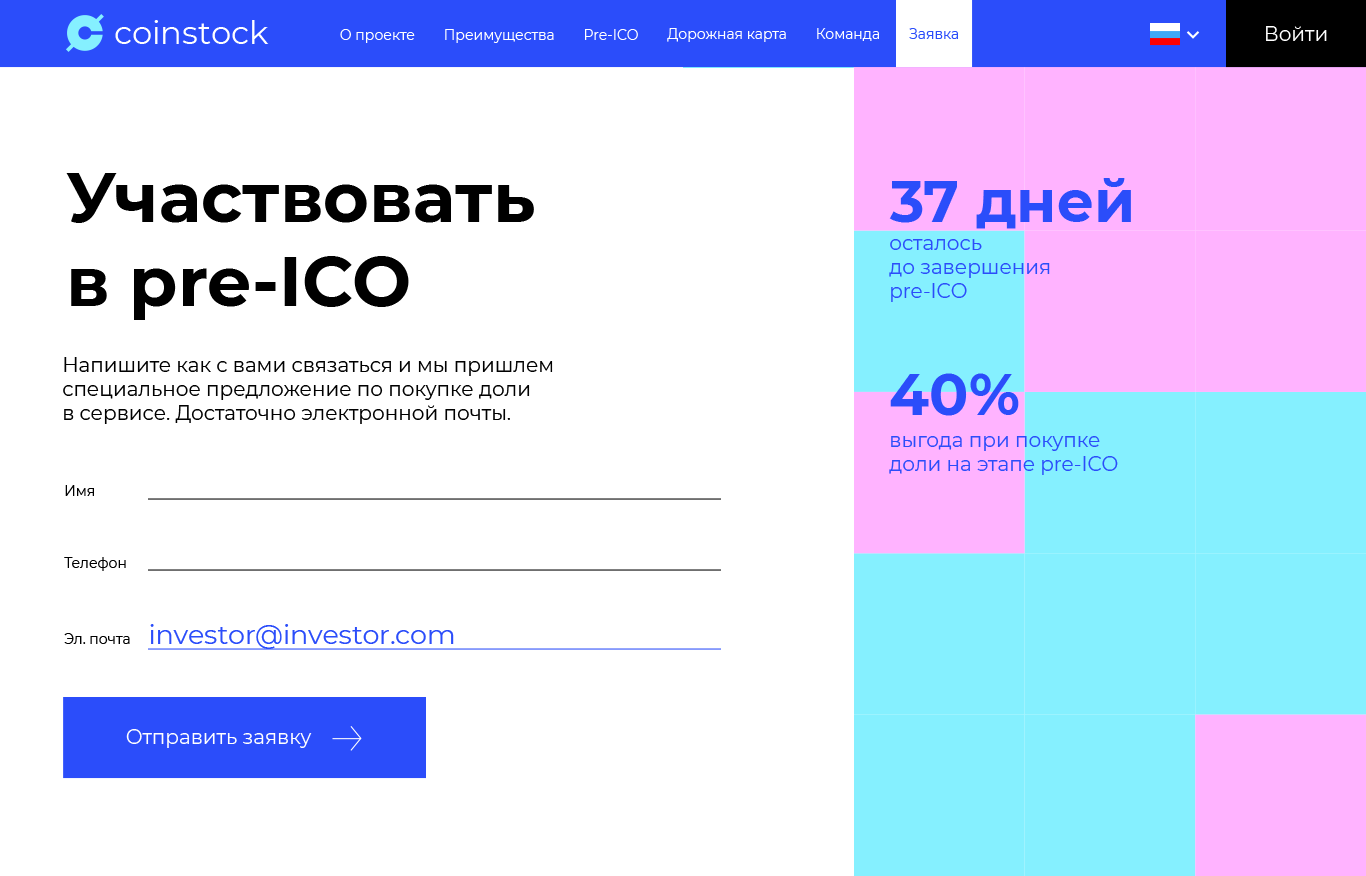 coinstock
О проекте
Преимущества
Pre-ICO
Дорожная карта
Команда
Заявка
Войти
Участвовать
в pre-ICO
Напишите как с вами связаться и мы пришлем
специальное предложение по покупке доли
в сервисе. Достаточно электронной почты.
Имя
Телефон
Эл. почта
investor@investor.com
Отправить заявку
37 дней
осталось
до завершения
pre-ICO
40%
выгода при покупке
доли на этапе pre-ICO